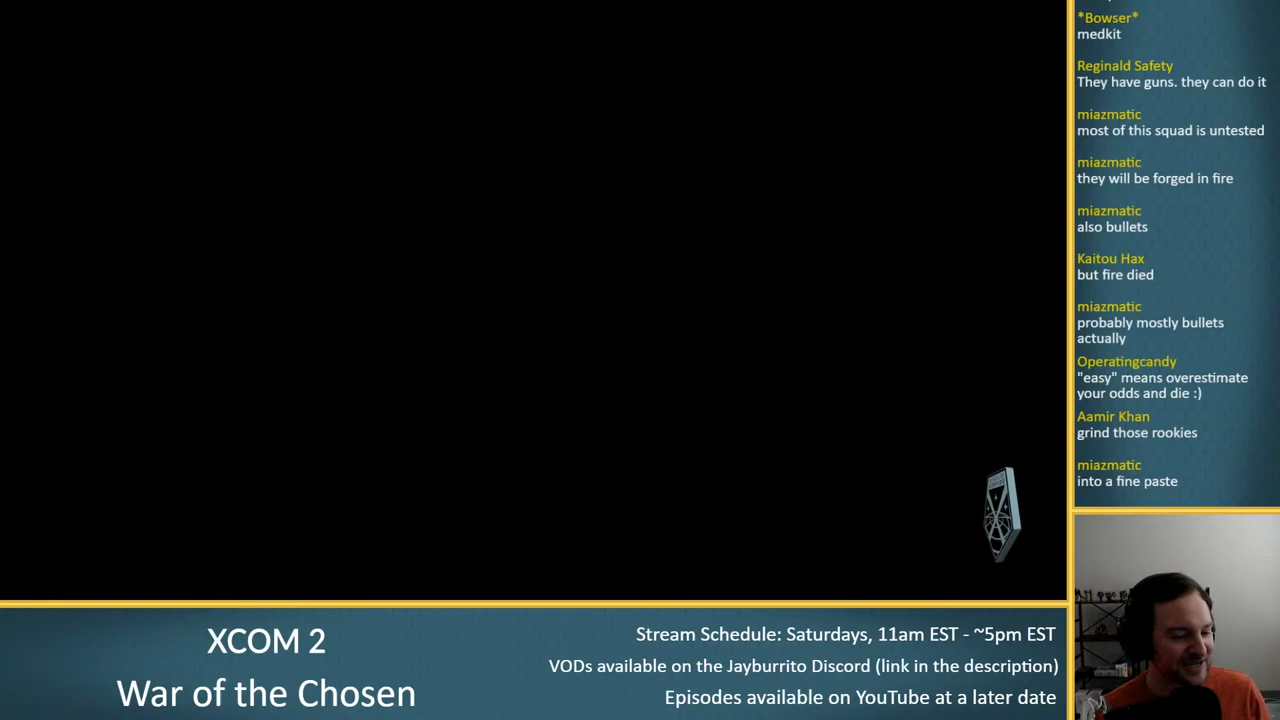 *Bowser*
medkit
Reginald Safety
They have guns. they can do it
miazmatic
most of this squad is untested
miazmatic
they will be forged in fire
miazmatic
also bullets
Kaitou Hax
but fire died
miazmatic
probably mostly bullets
actually
Operatingcandy
"easy" means overestimate
your odds and die :)
Aamir Khan
grind those rookies
miazmatic
into a fine paste
XCOM 2
War of the Chosen
Stream Schedule: Saturdays, 11am EST - ~5pm EST
VODs available on the Jayburrito Discord (link in the description)
Episodes available on YouTube at a later date